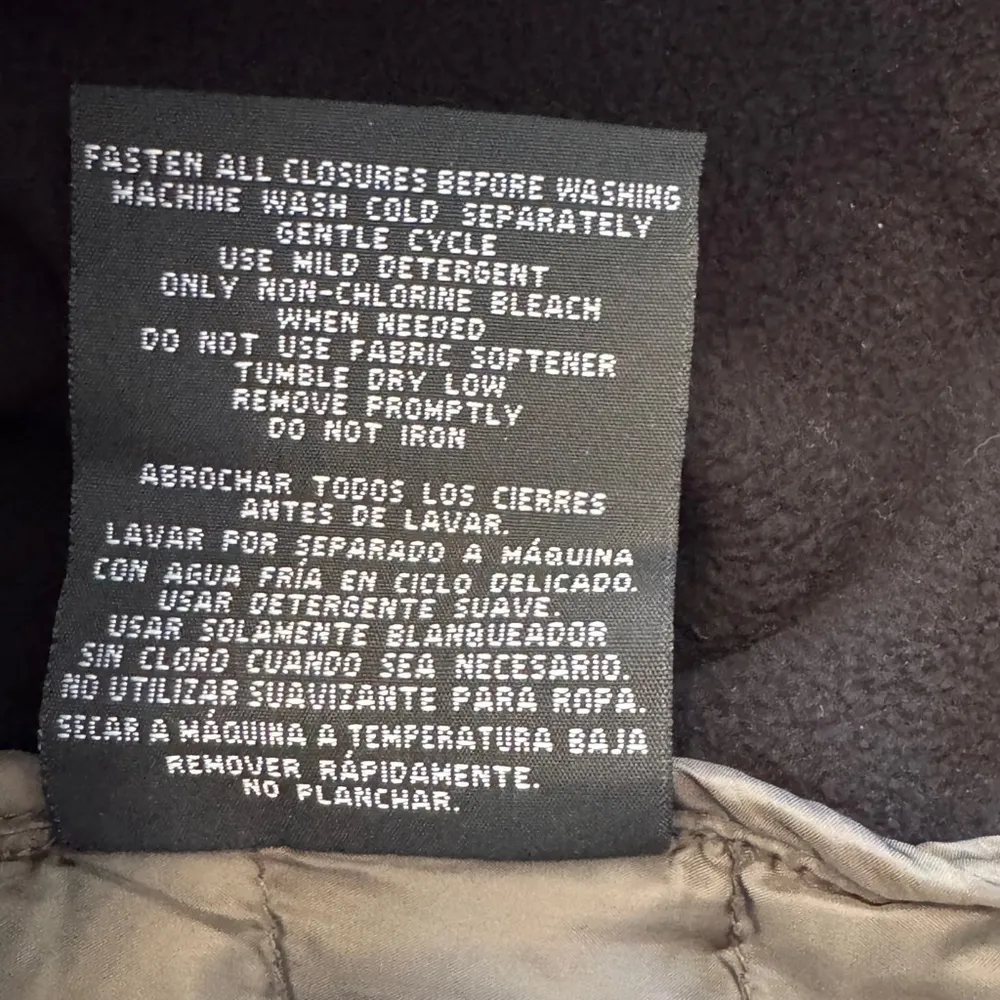 FASTEN ALL CLOSURES BEFORE WASHING
MACHINE WASH COLD SEPARATELY
GENTLE CYCLE
USE MILD DETERGENT
ONLY NON-CHLORINE BLEACH
WHEN NEEDED
DO NOT USE FABRIC SOFTENER
TUMBLE DRY LOW
REMOVE PROMPTLY
DO NOT IRON
ABROCHAR TODOS LOS CIERRES
ANTES DE LAVAR.
LAVAR POR SEPARADO A MÁQUINA
CON AGUA FRÍA EN CICLO DELICADO.
USAR DETERGENTE SUAVE.
USAR SOLAMENTE BLANQUEADOR
SIN CLORO CUANDO SEA NECESARIO.
NO UTILIZAR SUAVIZANTE PARA ROPA.
SECAR A MÁQUINA A TEMPERATURA BAJA
REMOVER RÁPIDAMENTE.
NO PLANCHAR.